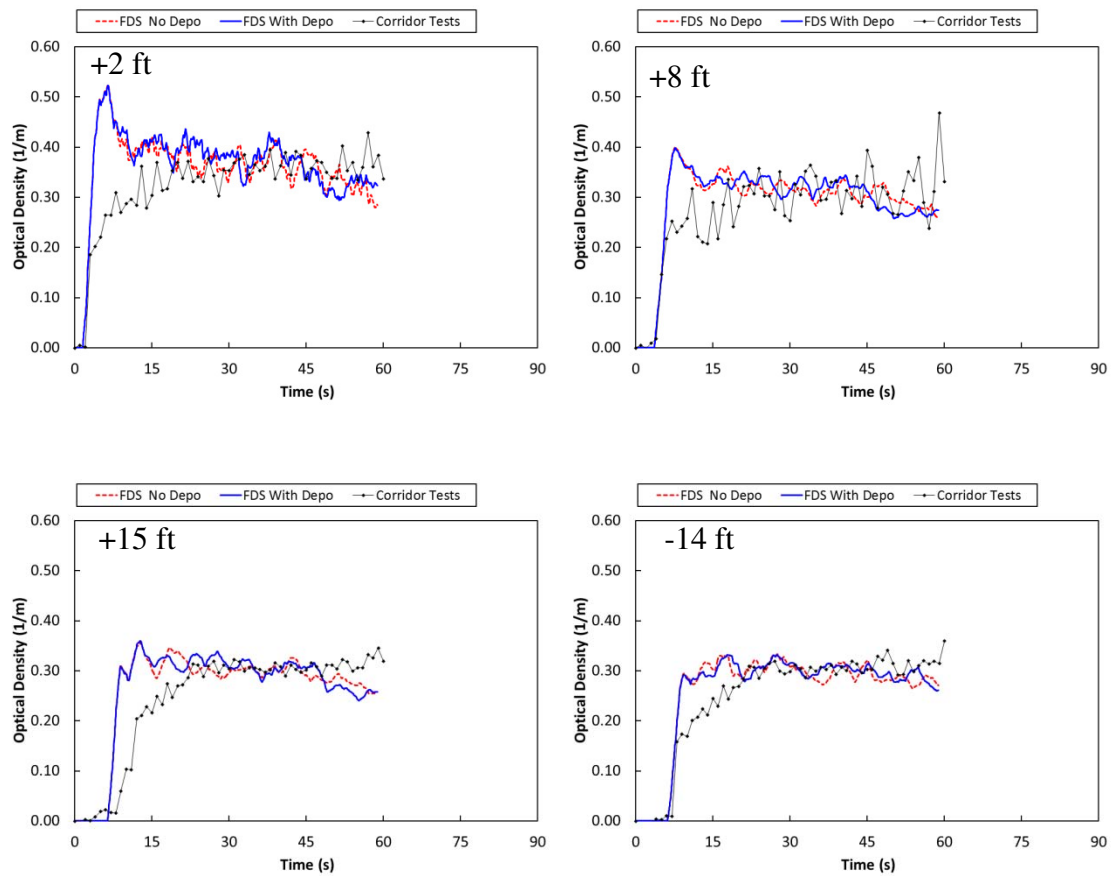 FDS No Depo FDS With Depo Corridor Tests
+2 ft
Optical Density (1/m)
0.60
0.50
0.40
0.30
0.20
0.10
0.00
0 15 30 45 60 75 90
Time (s)
FDS No Depo FDS With Depo Corridor Tests
+8 ft
Optical Density (1/m)
0.60
0.50
0.40
0.30
0.20
0.10
0.00
0 15 30 45 60 75 90
Time (s)
FDS No Depo FDS With Depo Corridor Tests
+15 ft
Optical Density (1/m)
0.60
0.50
0.40
0.30
0.20
0.10
0.00
0 15 30 45 60 75 90
Time (s)
FDS No Depo FDS With Depo Corridor Tests
-14 ft
Optical Density (1/m)
0.60
0.50
0.40
0.30
0.20
0.10
0.00
0 15 30 45 60 75 90
Time (s)